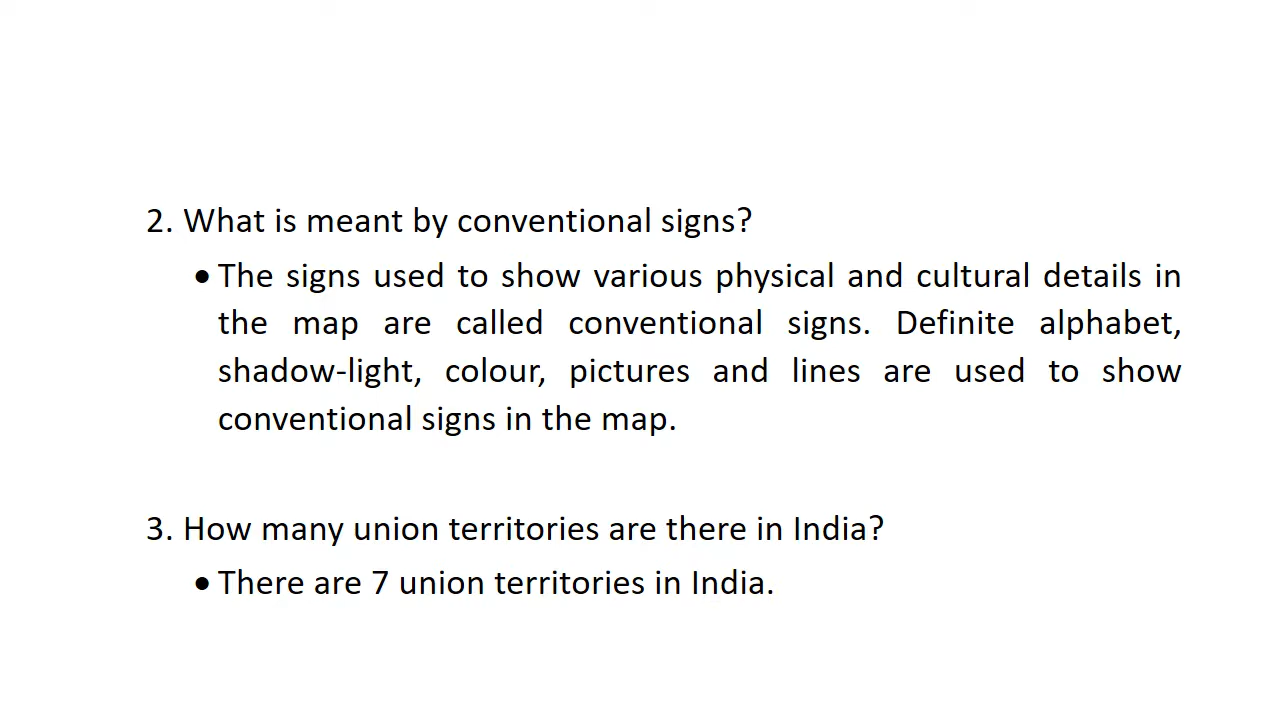 2. What is meant by conventional signs?
• The signs used to show various physical and cultural details in
the map are called conventional signs. Definite alphabet,
shadow-light, colour, pictures and lines are used to show
conventional signs in the map.
3. How many union territories are there in India?
• There are 7 union territories in India.